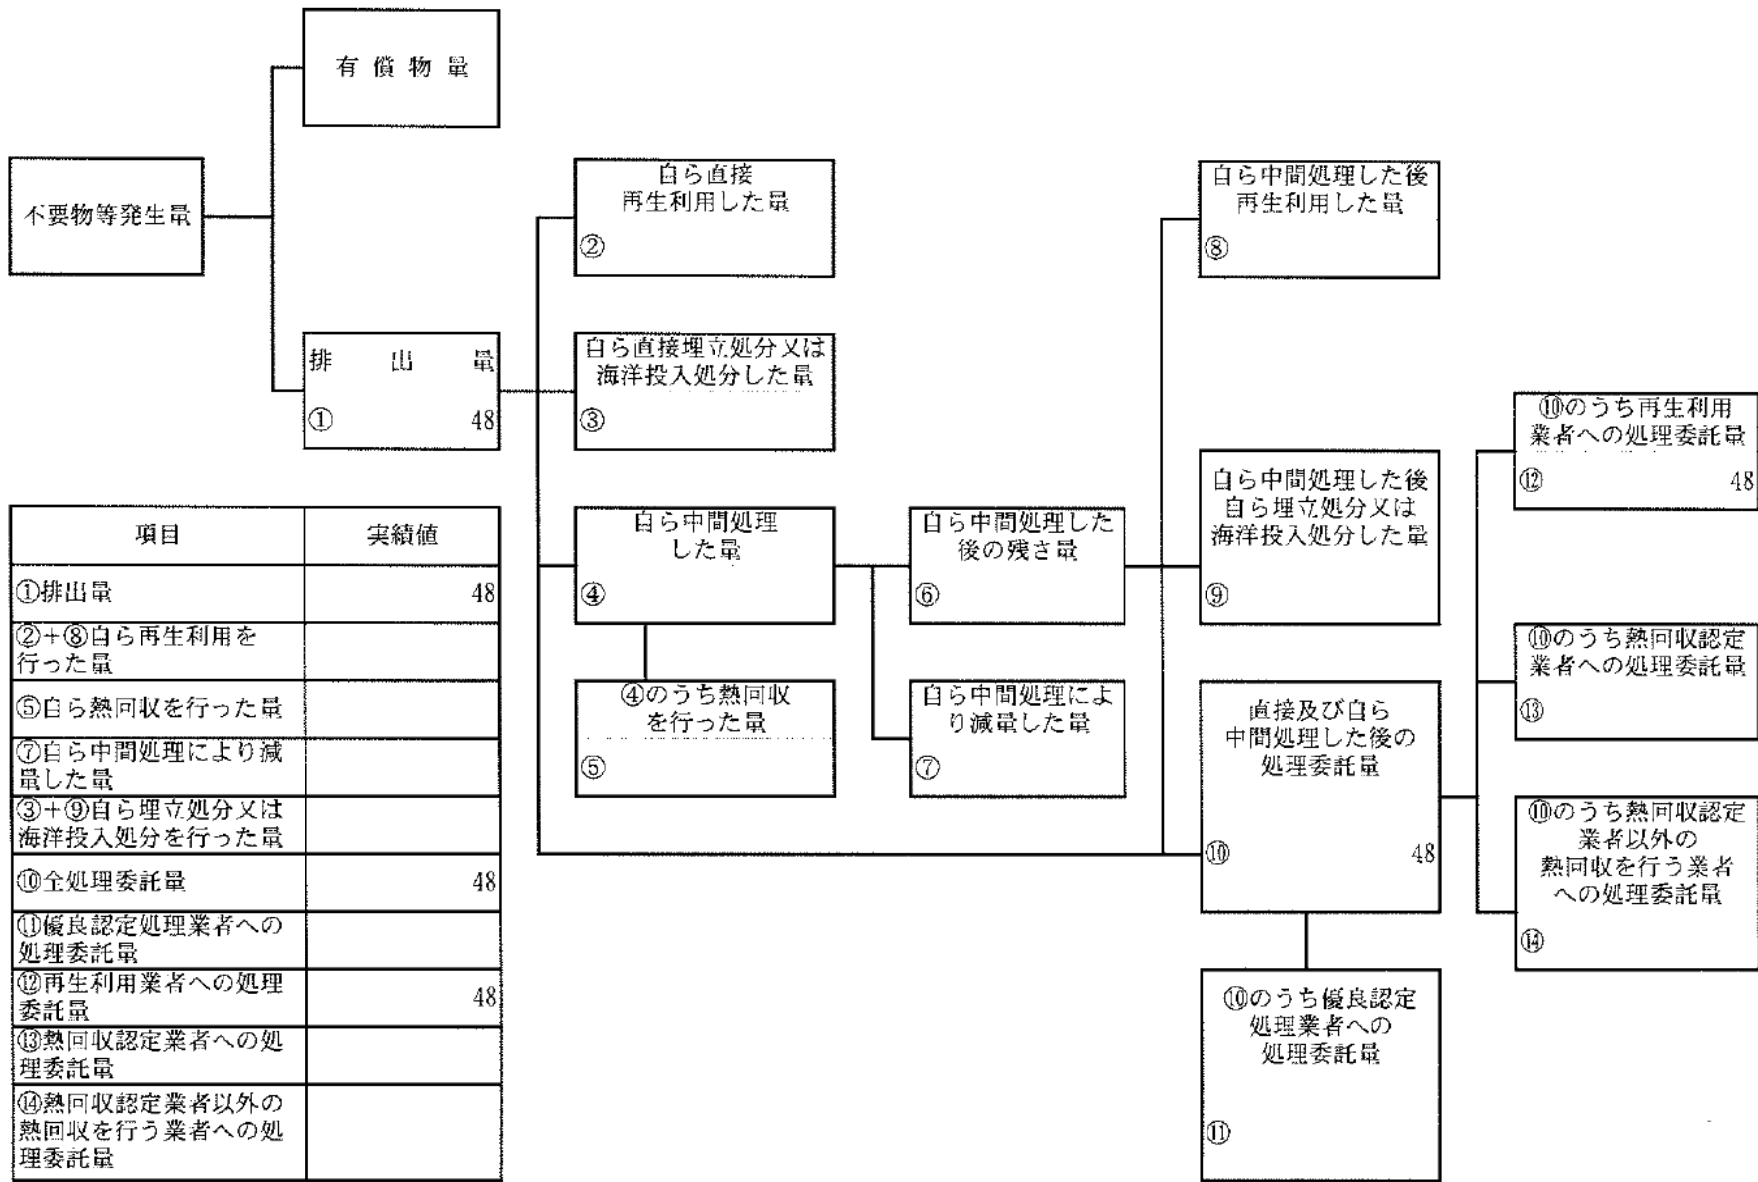 有償物量
不要物等発生量
排出量
① 48
自ら直接
再生利用した量
②
自ら直接埋立処分又は
海洋投入処分した量
③
自ら中間処理
した量
④
④のうち熱回収
を行った量
⑤
自ら中間処理した
後の残さ量
⑥
自ら中間処理によ
り減量した量
⑦
自ら中間処理した後
再生利用した量
⑧
自ら中間処理した後
自ら埋立処分又は
海洋投入処分した量
⑨
直接及び自ら
中間処理した後の
処理委託量
⑩ 48
⑩のうち優良認定
処理業者への
処理委託量
⑪
⑩のうち再生利用
業者への処理委託量
⑫ 48
⑩のうち熱回収認定
業者への処理委託量
⑬
⑩のうち熱回収認定
業者以外の
熱回収を行う業者
への処理委託量
⑭
項目 実績値
①排出量 48
②+⑧自ら再生利用を
行った量
⑤自ら熱回収を行った量
⑦自ら中間処理により減
量した量
③+⑨自ら埋立処分又は
海洋投入処分を行った量
⑩全処理委託量 48
⑪優良認定処理業者への
処理委託量
⑫再生利用業者への処理
委託量 48
⑬熱回収認定業者への処
理委託量
⑭熱回収認定業者以外の
熱回収を行う業者への処
理委託量